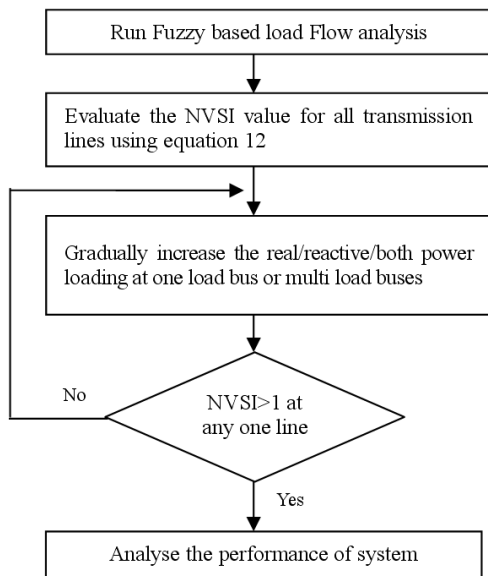 Run Fuzzy based load Flow analysis
Evaluate the NVSI value for all transmission
lines using equation 12
Gradually increase the real/reactive/both power
loading at one load bus or multi load buses
No
NVSI>1 at
any one line
Yes
Analyse the performance of system